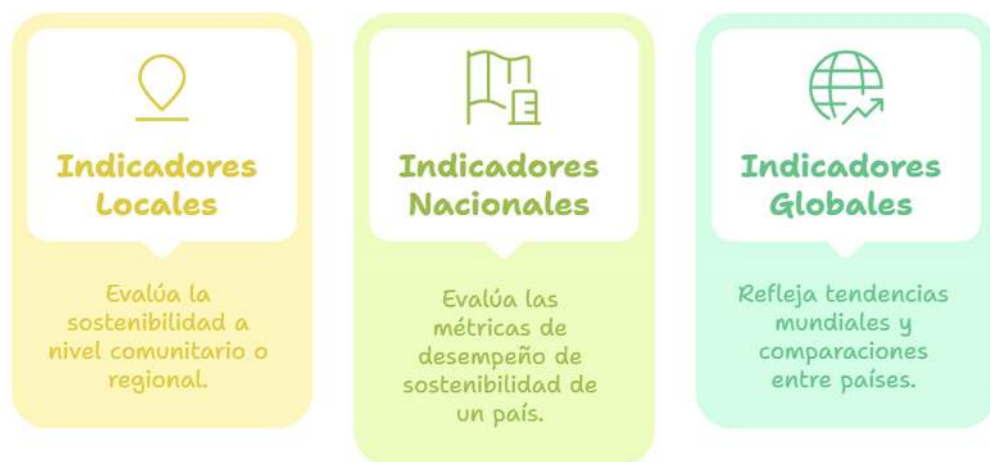 Indicadores
Locales
Evalúa la
sostenibilidad a
nivel comunitario o
regional.
Indicadores
Nacionales
Evalúa las
métricas de
desempeño de
sostenibilidad de
un país.
Indicadores
Globales
Refleja tendencias
mundiales y
comparaciones
entre países.